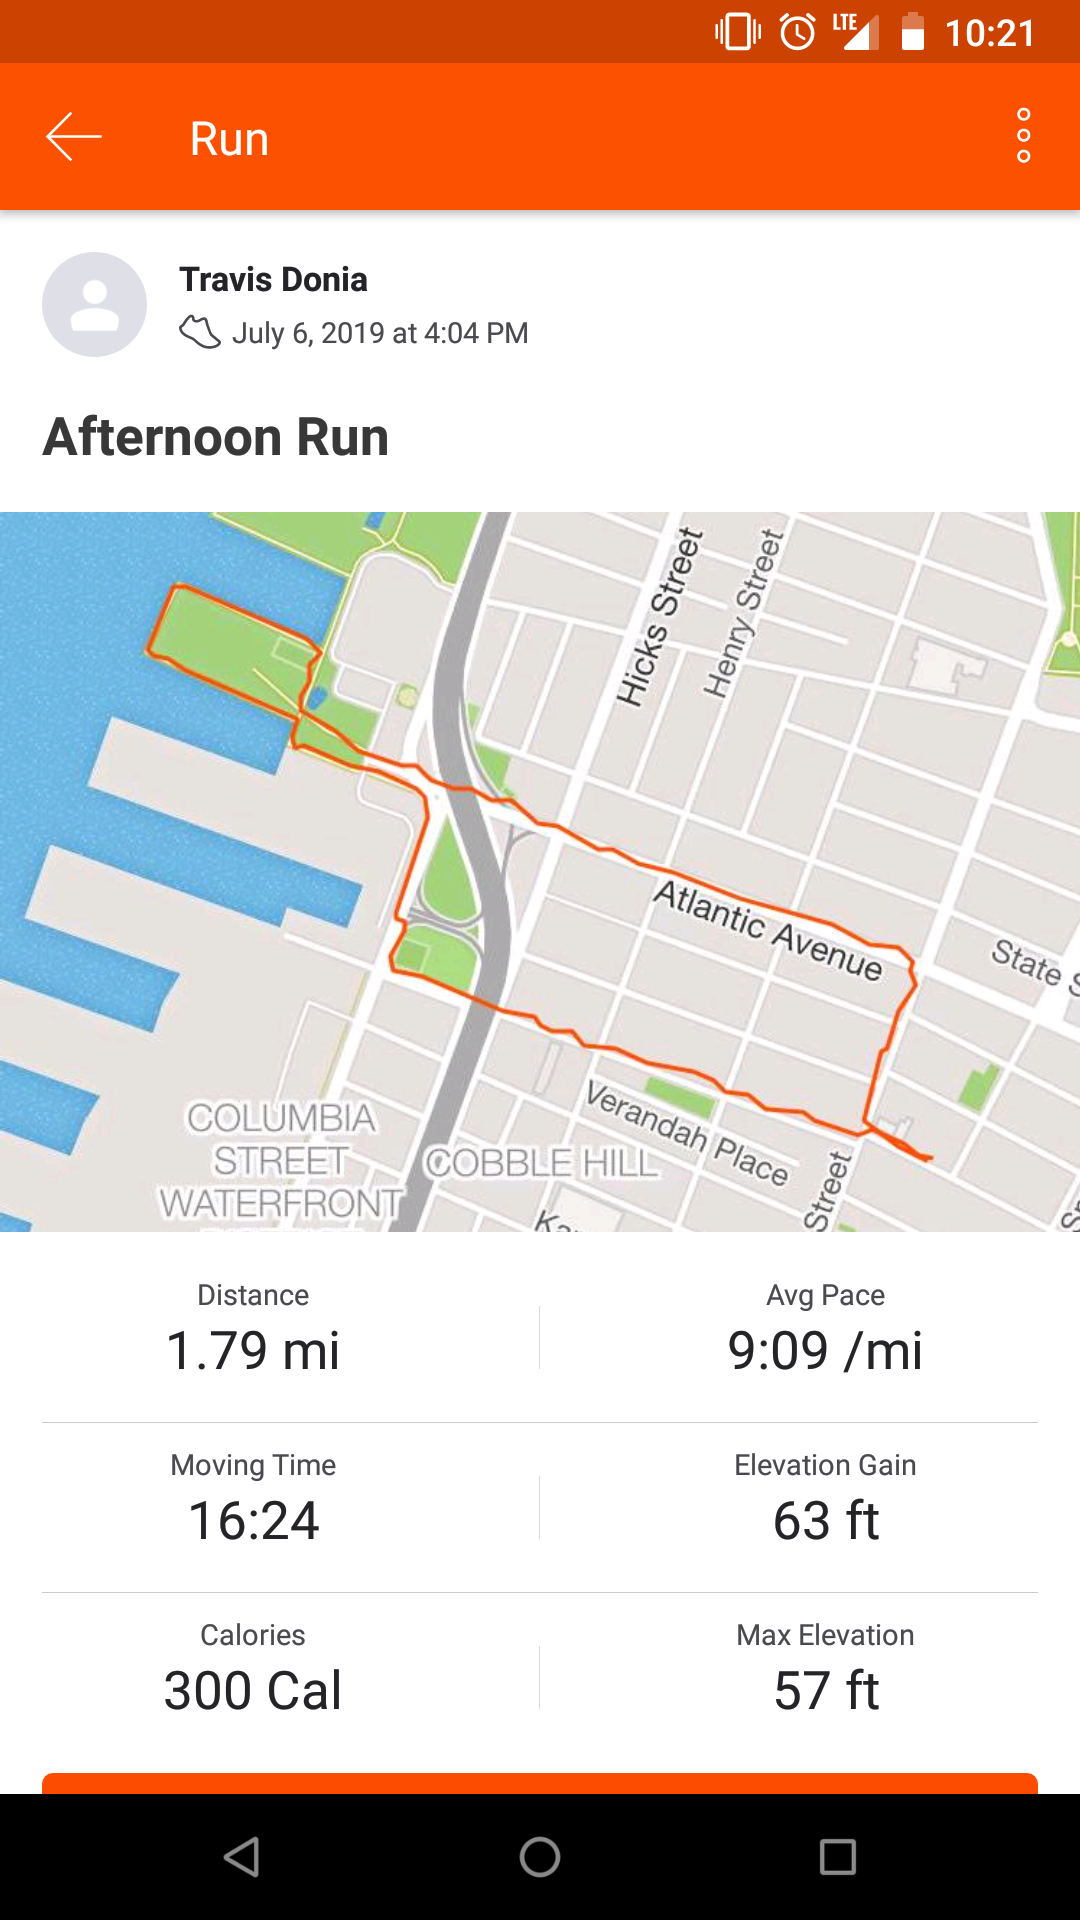 LTE 10:21
Run
Travis Donia
July 6, 2019 at 4:04 PM
Afternoon Run
Hicks Street
Henry Street
Atlantic Avenue
State S
Verandah Place
Street
COLUMBIA
STREET
WATERFRONT
COBBLE HILL
Distance
1.79 mi
Avg Pace
9:09 /mi
Moving Time
16:24
Elevation Gain
63 ft
Calories
300 Cal
Max Elevation
57 ft